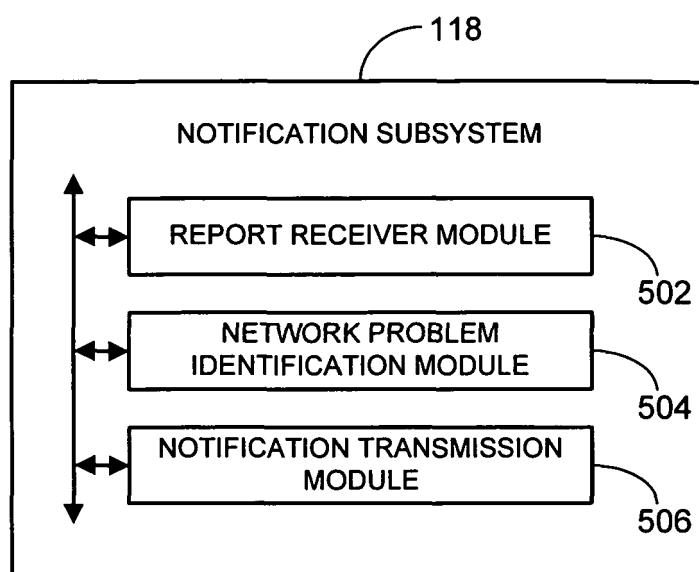 118
NOTIFICATION SUBSYSTEM
REPORT RECEIVER MODULE
502
NETWORK PROBLEM
IDENTIFICATION MODULE
504
NOTIFICATION TRANSMISSION
MODULE
506